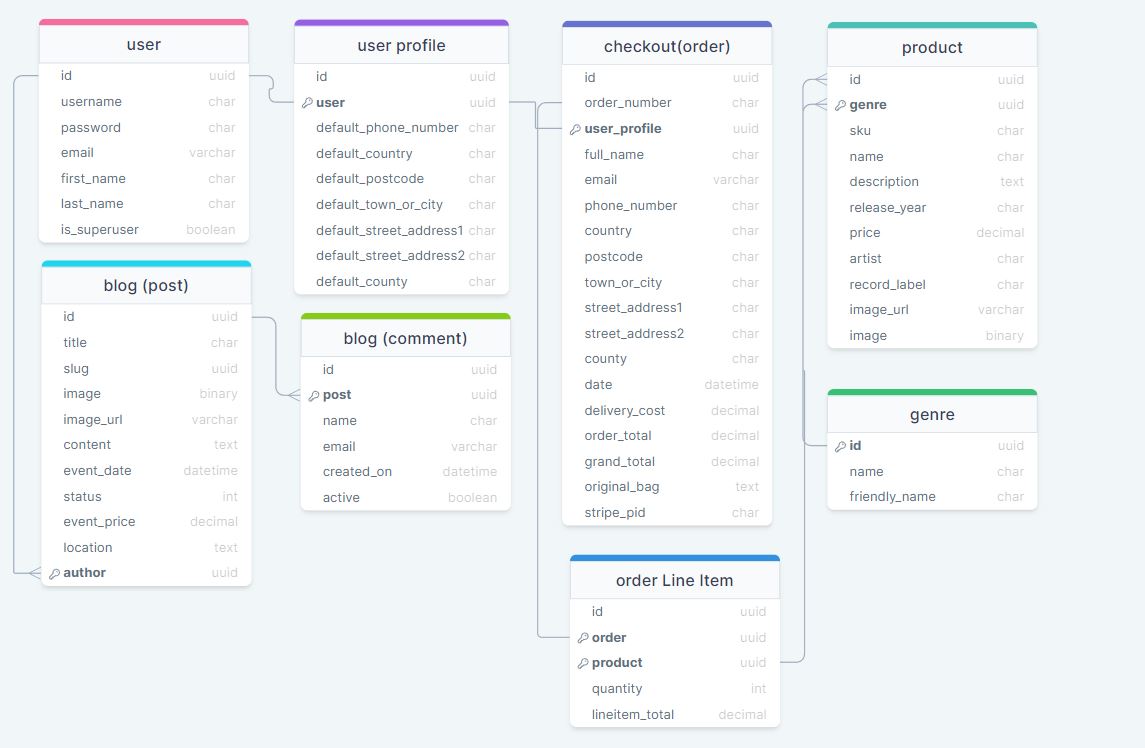 user
id uuid
username char
password char
email varchar
first_name char
last_name char
is_superuser boolean
user profile
id uuid
user uuid
default_phone_number char
default_country char
default_postcode char
default_town_or_city char
default_street_address1 char
default_street_address2 char
default_county char
checkout(order)
id uuid
order_number char
user_profile uuid
full_name char
email varchar
phone_number char
country char
postcode char
town_or_city char
street_address1 char
street_address2 char
county char
date datetime
delivery_cost decimal
order_total decimal
grand_total decimal
original_bag text
stripe_pid char
product
id uuid
genre uuid
sku char
name char
description text
release_year char
price decimal
artist char
record_label char
image_url varchar
image binary
blog (post)
id uuid
title char
slug uuid
image binary
image_url varchar
content text
event_date datetime
status int
event_price decimal
location text
author uuid
blog (comment)
id uuid
post uuid
name char
email varchar
created_on datetime
active boolean
genre
id uuid
name char
friendly_name char
order Line Item
id uuid
order uuid
product uuid
quantity int
lineitem_total decimal